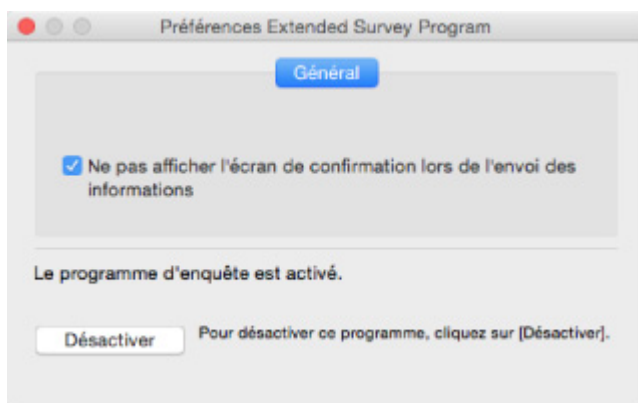 Préférences Extended Survey Program
Général
Ne pas afficher l'écran de confirmation lors de l'envoi des
informations
Le programme d'enquête est activé.
Désactiver
Pour désactiver ce programme, cliquez sur [Désactiver].